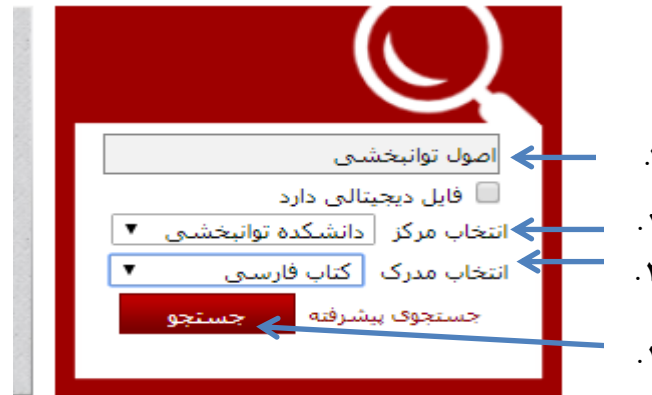 اصول توانبخشی
فایل دیجیتالی دارد
انتخاب مرکز دانشکده توانبخشی
انتخاب مدرک کتاب فارسی
جستجوی پیشرفته جستجو